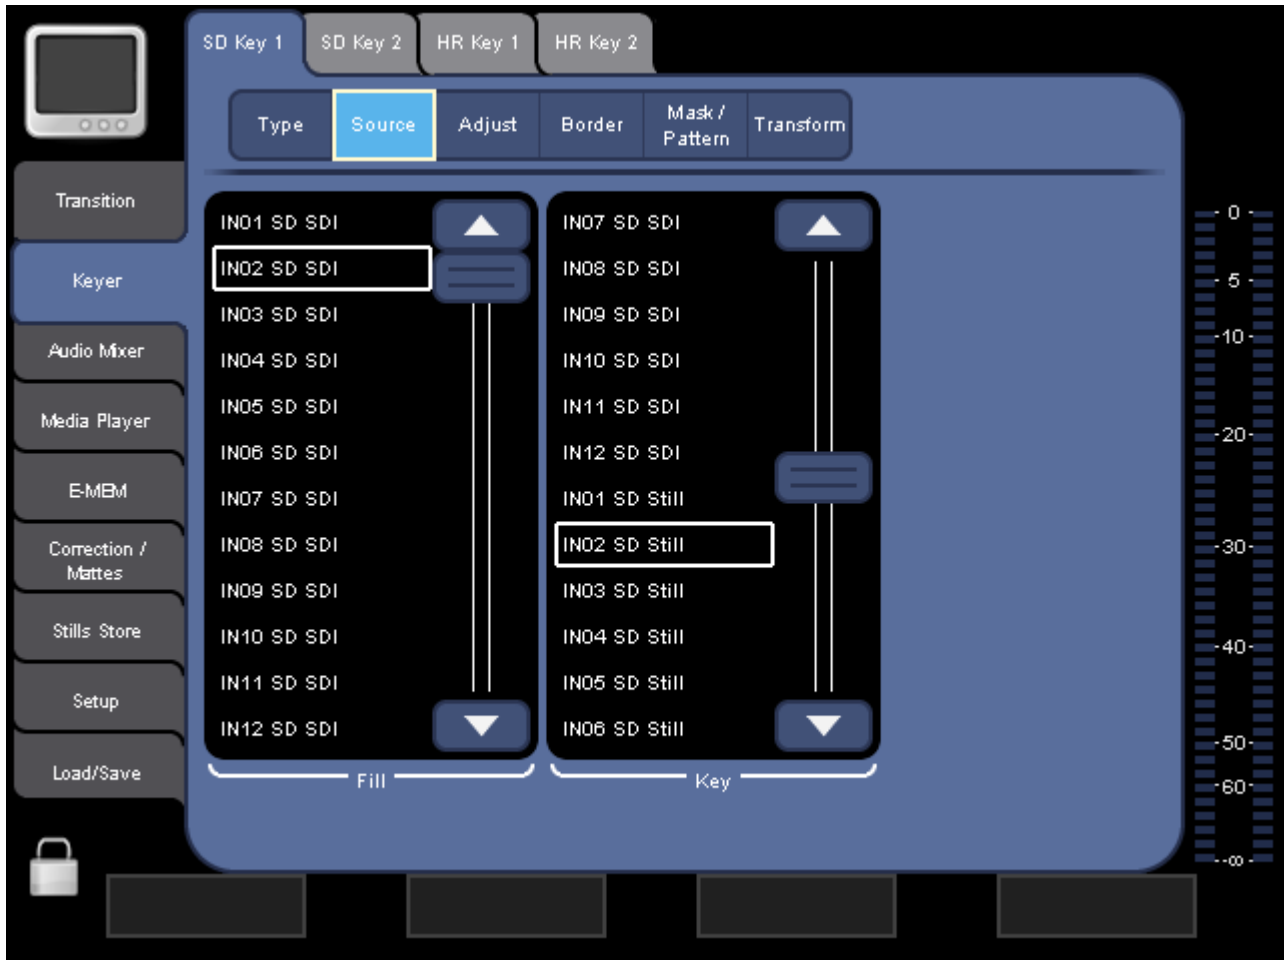 SD Key 1
SD Key 2
HR Key 1
HR Key 2
Type
Source
Adjust
Border
Mask /
Pattern
Transform
Transition
Keyer
Audio Mixer
Media Player
E-MEM
Correction /
Mattes
Stills Store
Setup
Load/Save
IN01 SD SDI
IN02 SD SDI
IN03 SD SDI
IN04 SD SDI
IN05 SD SDI
IN06 SD SDI
IN07 SD SDI
IN08 SD SDI
IN09 SD SDI
IN10 SD SDI
IN11 SD SDI
IN12 SD SDI
Fill
IN07 SD SDI
IN08 SD SDI
IN09 SD SDI
IN10 SD SDI
IN11 SD SDI
IN12 SD SDI
IN01 SD Still
IN02 SD Still
IN03 SD Still
IN04 SD Still
IN05 SD Still
IN06 SD Still
Key
- 0 -
- 5 -
-10-
-20-
-30-
-40-
-50-
-60-
--∞-